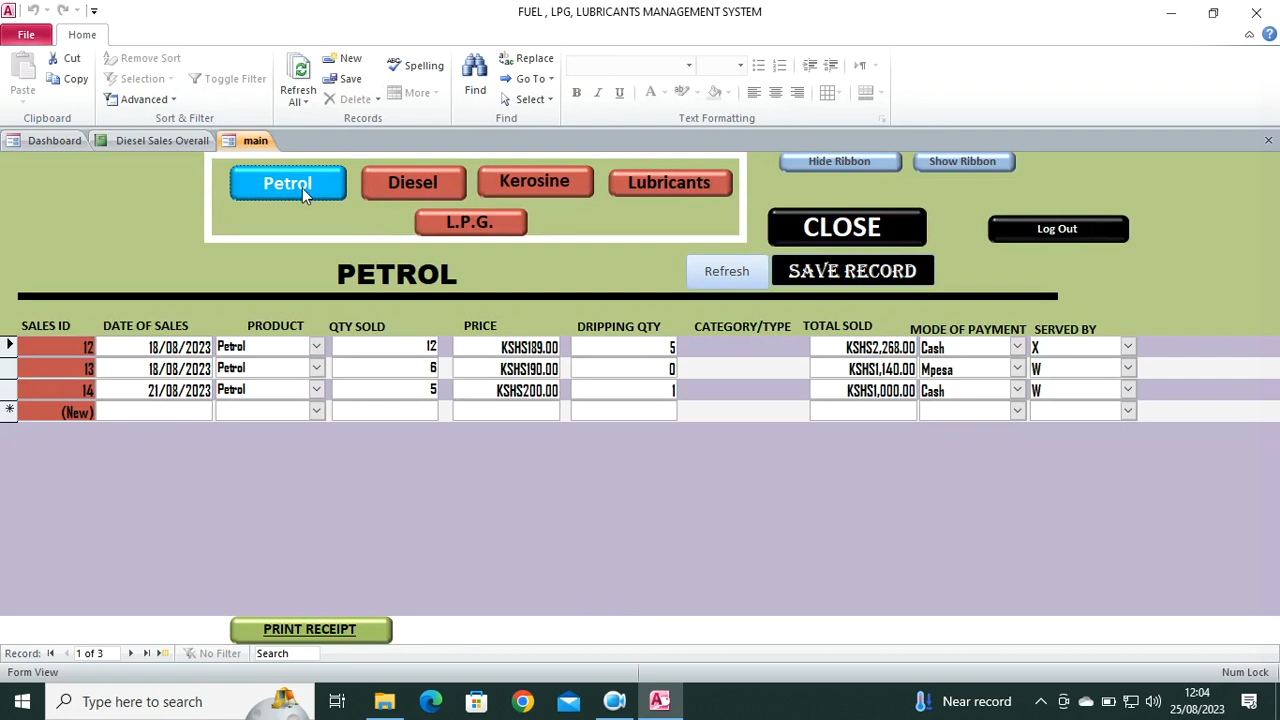 FUEL , LPG, LUBRICANTS MANAGEMENT SYSTEM
File Home
Paste Cut Copy Clipboard
Remove Sort Selection Advanced Toggle Filter Sort & Filter
Refresh All New Save Delete Spelling More Records
Find Replace Go To Select Find
B I U A Text Formatting
Dashboard Diesel Sales Overall main
Petrol Diesel Kerosine Lubricants Hide Ribbon Show Ribbon
L.P.G. CLOSE Log Out
PETROL Refresh SAVE RECORD
SALES ID DATE OF SALES PRODUCT QTY SOLD PRICE DRIPPING QTY CATEGORY/TYPE TOTAL SOLD MODE OF PAYMENT SERVED BY
12 18/08/2023 Petrol 12 KSHS189.00 5 KSHS2,268.00 Cash X
13 18/08/2023 Petrol 6 KSHS190.00 0 KSHS1,140.00 Mpesa W
14 21/08/2023 Petrol 5 KSHS200.00 1 KSHS1,000.00 Cash W
(New)
PRINT RECEIPT
Record: 1 of 3 No Filter Search
Form View Num Lock
Type here to search Near record 12:04
25/08/2023